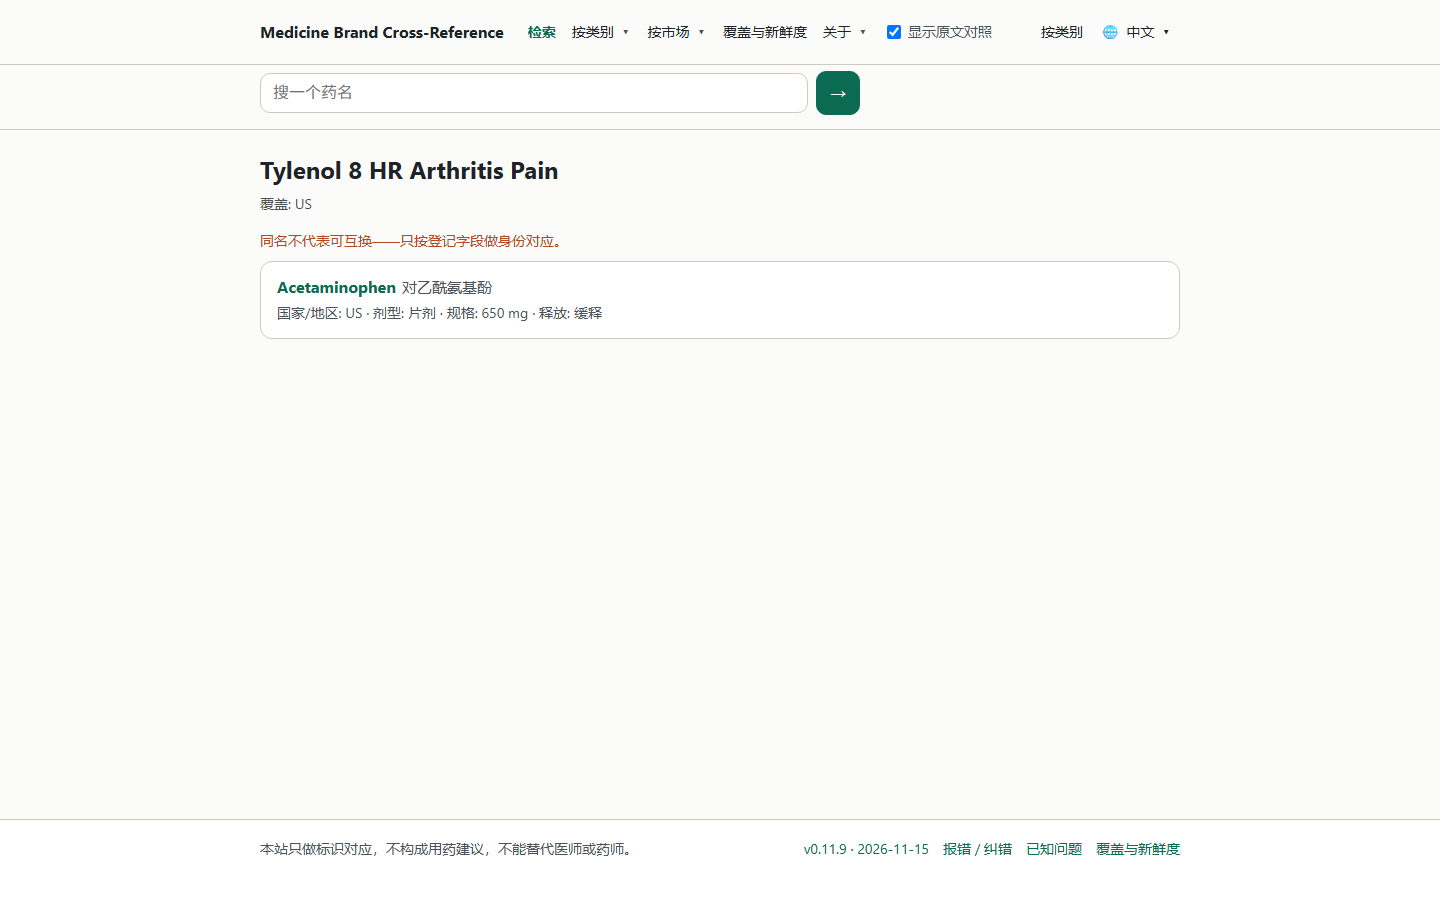 Medicine Brand Cross-Reference 检索 按类别 ▾ 按市场 ▾ 覆盖与新鲜度 关于 ▾ 显示原文对照 按类别 🌐 中文 ▾
搜一个药名 →
Tylenol 8 HR Arthritis Pain
覆盖: US
同名不代表可互换——只按登记字段做身份对应。
Acetaminophen 对乙酰氨基酚
国家/地区: US · 剂型: 片剂 · 规格: 650 mg · 释放: 缓释
本站只做标识对应，不构成用药建议，不能替代医师或药师。 v0.11.9 · 2026-11-15 报错 / 纠错 已知问题 覆盖与新鲜度